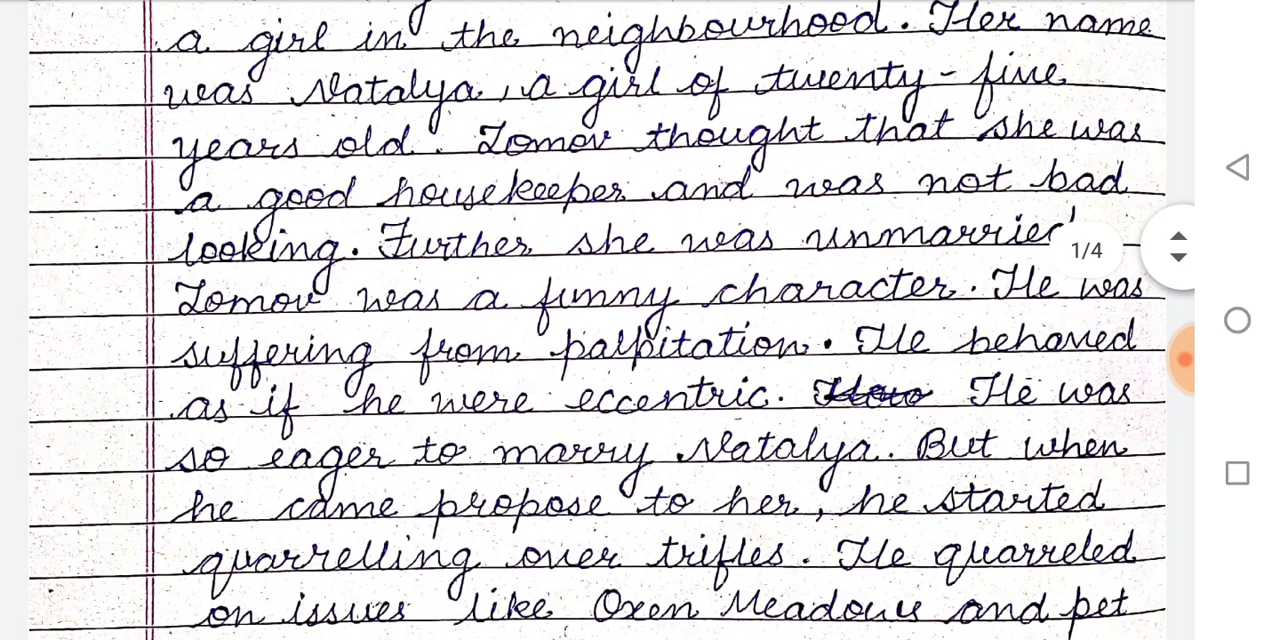 a girl in the neighbourhood. Her name
was Natalya, a girl of twenty-five
years old. Lomov thought that she was
a good housekeeper and was not bad
looking. Further she was unmarried
1/4
Lomov was a funny character. He was
suffering from palpitation. He behaved
as if he were eccentric. He was
so eager to marry Natalya. But when
he came propose to her, he started
quarrelling over trifles. He quarreled
on issues like Oxen Meadows and pet